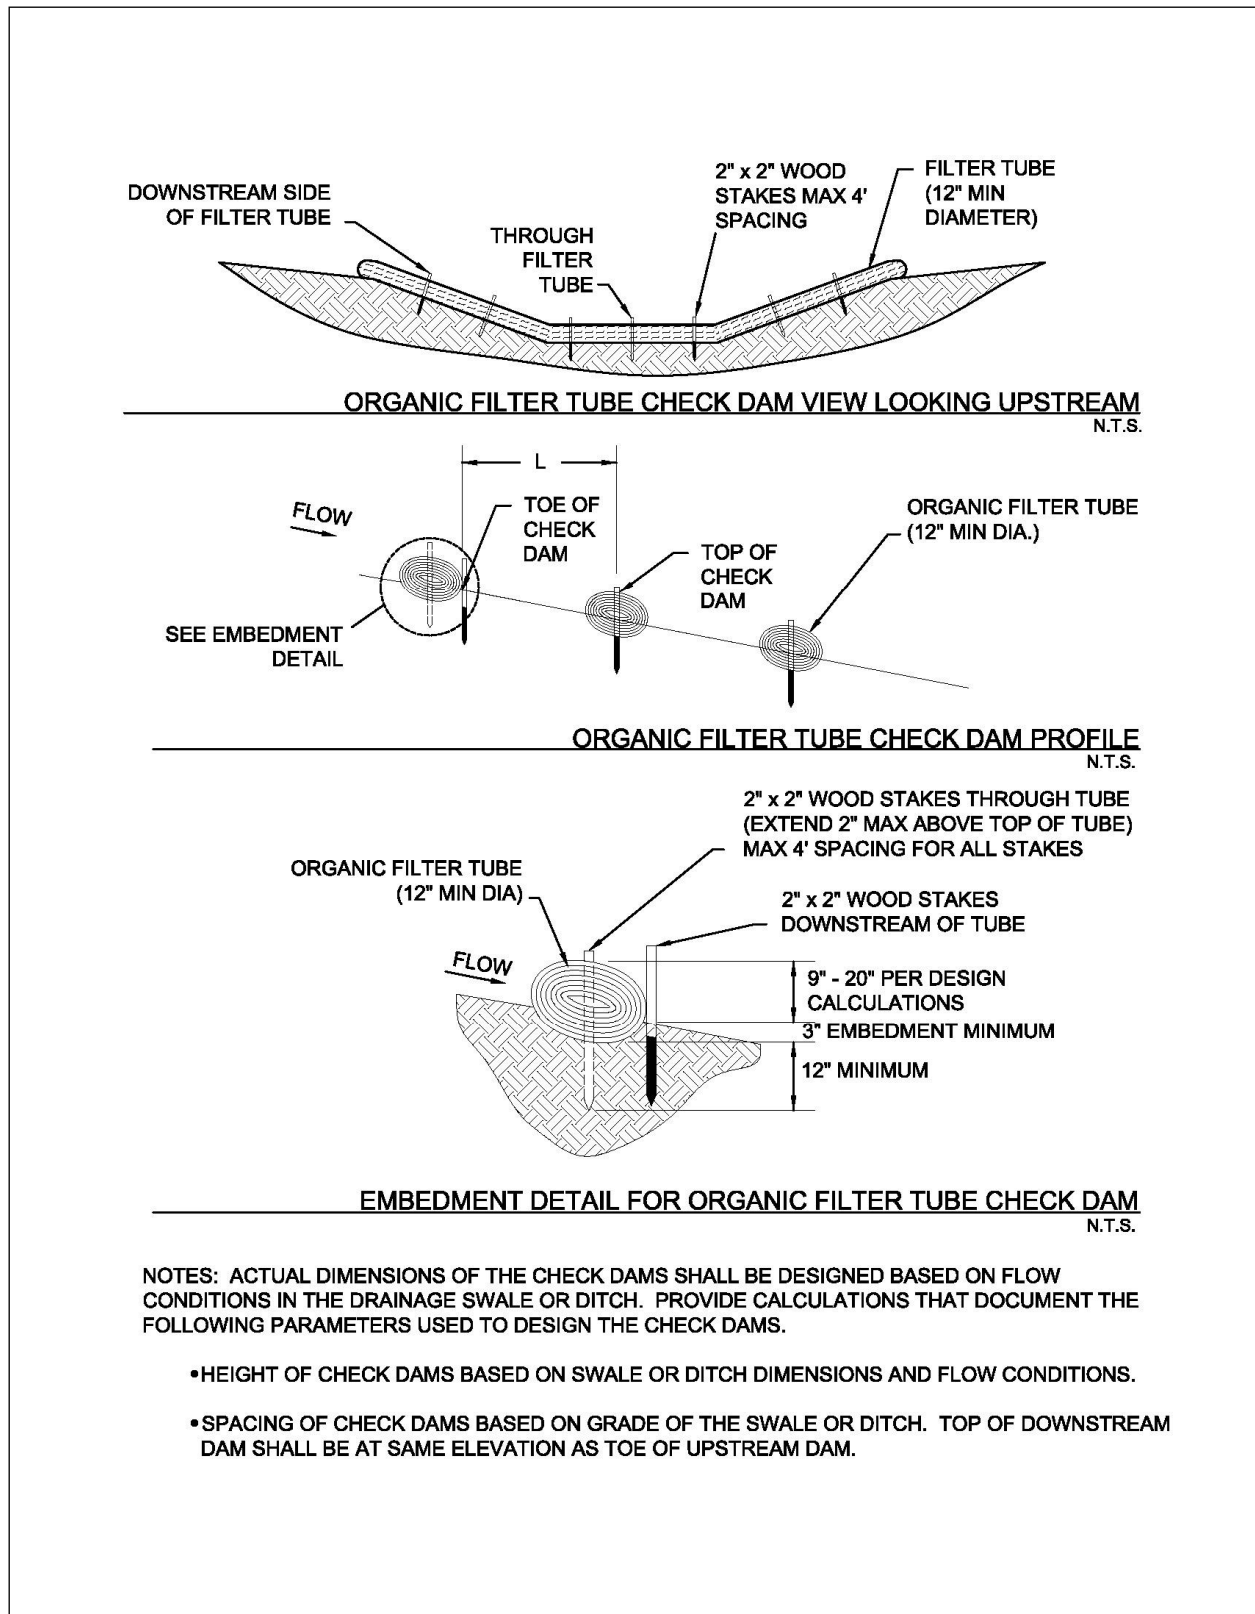 DOWNSTREAM SIDE
OF FILTER TUBE
THROUGH
FILTER
TUBE
2" x 2" WOOD
STAKES MAX 4'
SPACING
FILTER TUBE
(12" MIN
DIAMETER)
ORGANIC FILTER TUBE CHECK DAM VIEW LOOKING UPSTREAM
N.T.S.
L
FLOW
TOE OF
CHECK
DAM
TOP OF
CHECK
DAM
ORGANIC FILTER TUBE
(12" MIN DIA.)
SEE EMBEDMENT
DETAIL
ORGANIC FILTER TUBE CHECK DAM PROFILE
N.T.S.
2" x 2" WOOD STAKES THROUGH TUBE
(EXTEND 2" MAX ABOVE TOP OF TUBE)
MAX 4' SPACING FOR ALL STAKES
ORGANIC FILTER TUBE
(12" MIN DIA)
2" x 2" WOOD STAKES
DOWNSTREAM OF TUBE
FLOW
9" - 20" PER DESIGN
CALCULATIONS
3" EMBEDMENT MINIMUM
12" MINIMUM
EMBEDMENT DETAIL FOR ORGANIC FILTER TUBE CHECK DAM
N.T.S.
NOTES: ACTUAL DIMENSIONS OF THE CHECK DAMS SHALL BE DESIGNED BASED ON FLOW
CONDITIONS IN THE DRAINAGE SWALE OR DITCH. PROVIDE CALCULATIONS THAT DOCUMENT THE
FOLLOWING PARAMETERS USED TO DESIGN THE CHECK DAMS.
•HEIGHT OF CHECK DAMS BASED ON SWALE OR DITCH DIMENSIONS AND FLOW CONDITIONS.
•SPACING OF CHECK DAMS BASED ON GRADE OF THE SWALE OR DITCH. TOP OF DOWNSTREAM
DAM SHALL BE AT SAME ELEVATION AS TOE OF UPSTREAM DAM.